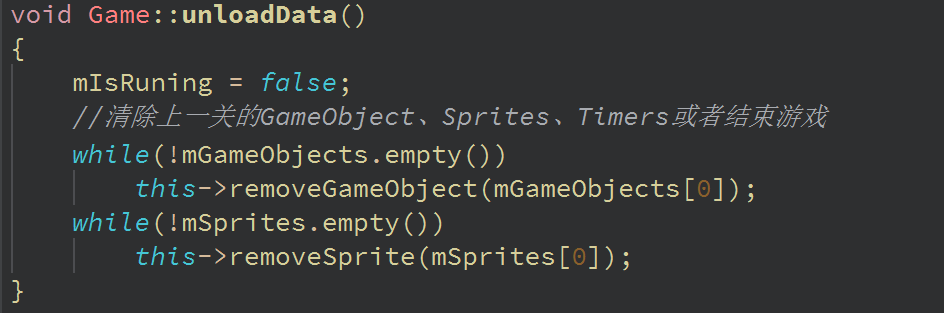 void Game::unloadData()
{
    mIsRuning = false;
    //清除上一关的GameObject、Sprites、Timers或者结束游戏
    while(!mGameObjects.empty())
        this->removeGameObject(mGameObjects[0]);
    while(!mSprites.empty())
        this->removeSprite(mSprites[0]);
}